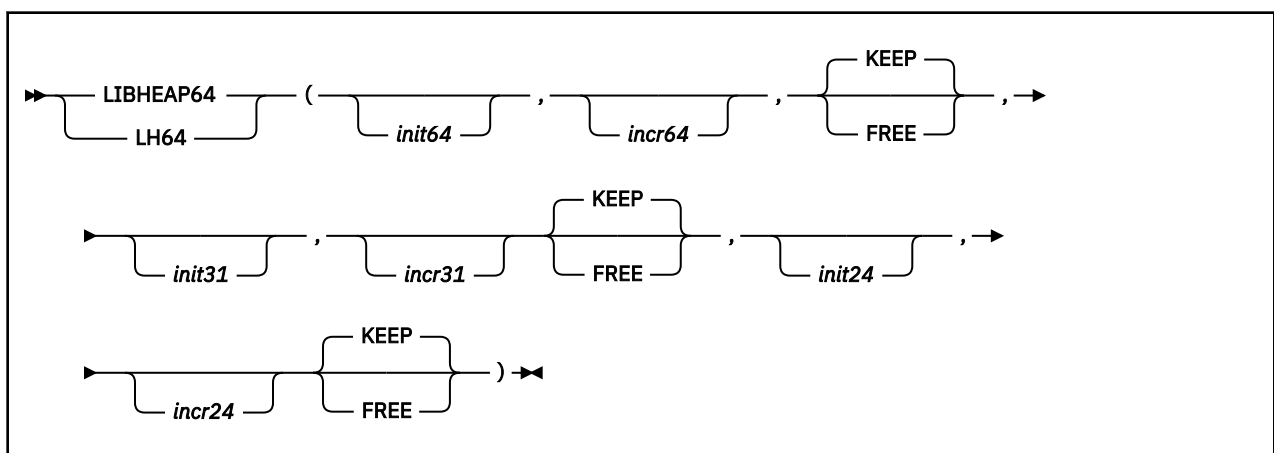 KEEP
LIBHEAP64 ( , , ,
LH64 init64 incr64 FREE
KEEP
, , ,
init31 incr31 FREE init24
KEEP
)
incr24 FREE